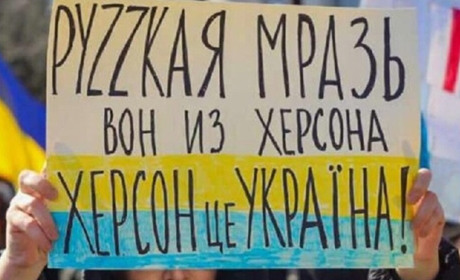 РУZZКАЯ МРАЗЬ
ВОН ИЗ ХЕРСОНА
ХЕРСОН ЦЕ УКРАЇНА!